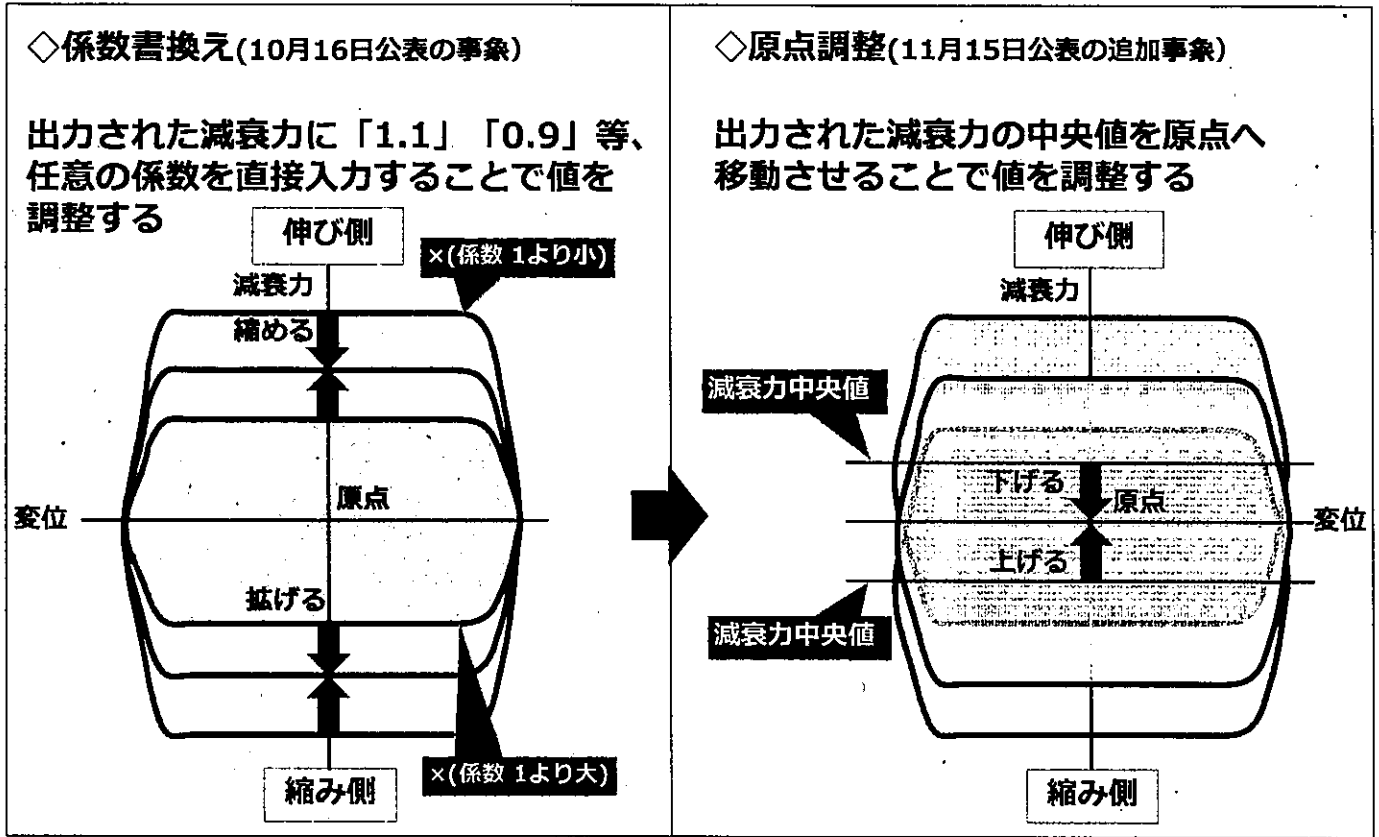 ◇係数書換え(10月16日公表の事象)
出力された減衰力に「1.1」「0.9」等、
任意の係数を直接入力することで値を
調整する
伸び側
×(係数 1より小)
減衰力
縮める
原点
変位
拡げる
×(係数 1より大)
縮み側
◇原点調整(11月15日公表の追加事象)
出力された減衰力の中央値を原点へ
移動させることで値を調整する
伸び側
減衰力
減衰力中央値
下げる
原点
変位
上げる
減衰力中央値
縮み側